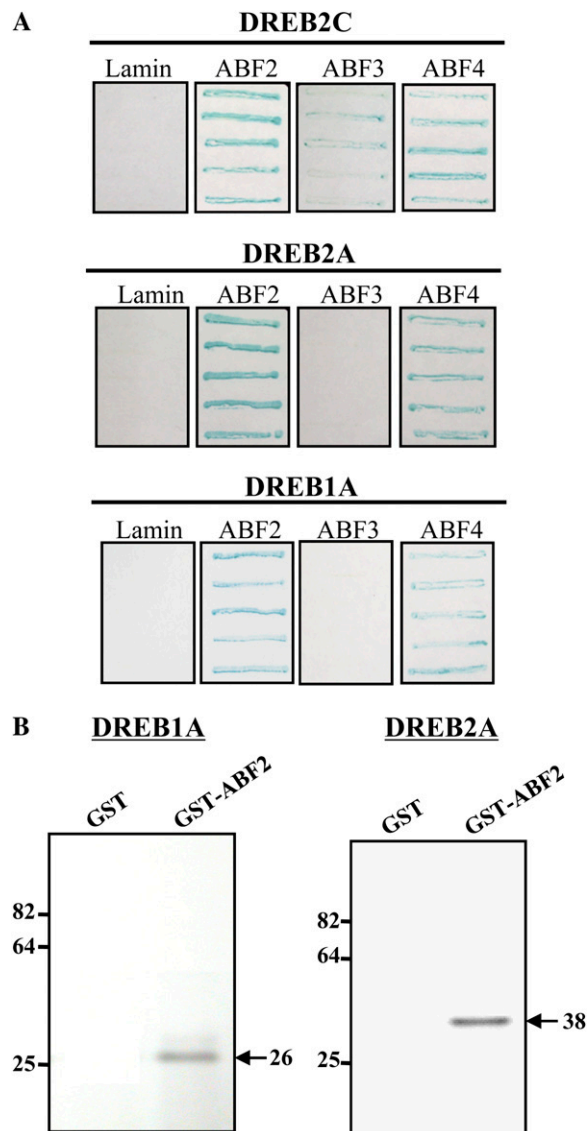 A
DREB2C
Lamin ABF2 ABF3 ABF4
DREB2A
Lamin ABF2 ABF3 ABF4
DREB1A
Lamin ABF2 ABF3 ABF4
B
DREB1A
GST GST-ABF2
82
64
25
26
DREB2A
GST GST-ABF2
82
64
25
38